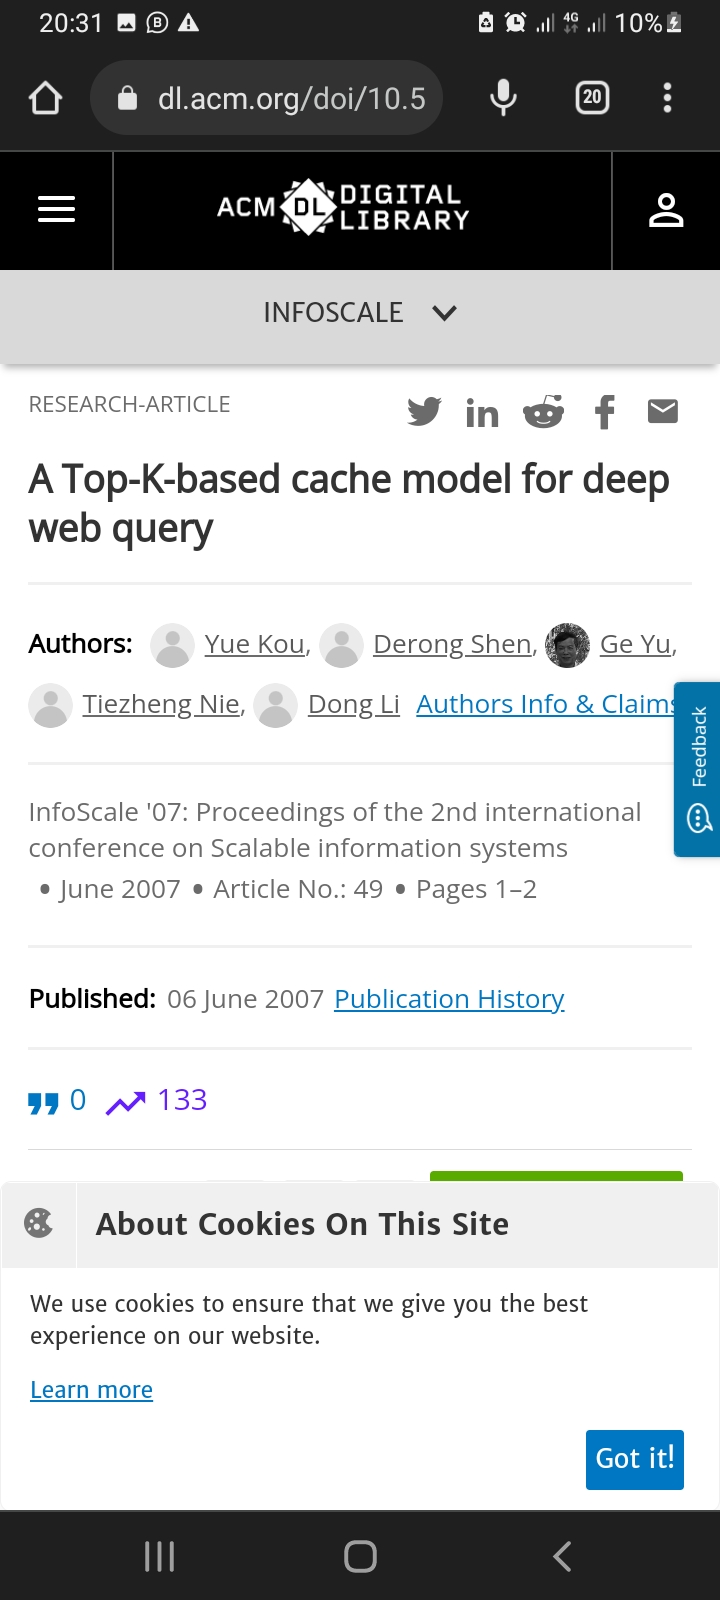 20:31 B 4G 10%
dl.acm.org/doi/10.5 20
ACM DL DIGITAL LIBRARY
INFOSCALE
RESEARCH-ARTICLE
A Top-K-based cache model for deep
web query
Authors: Yue Kou, Derong Shen, Ge Yu,
Tiezheng Nie, Dong Li Authors Info & Claims
Feedback
InfoScale '07: Proceedings of the 2nd international
conference on Scalable information systems
• June 2007 • Article No.: 49 • Pages 1–2
Published: 06 June 2007 Publication History
0 133
About Cookies On This Site
We use cookies to ensure that we give you the best
experience on our website.
Learn more
Got it!